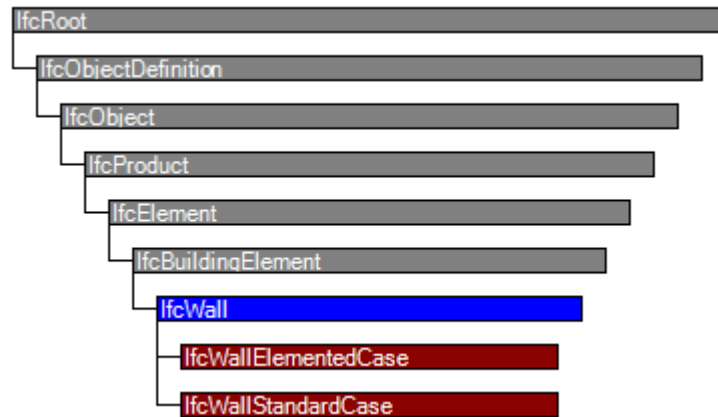 IfcRoot
IfcObjectDefinition
IfcObject
IfcProduct
IfcElement
IfcBuildingElement
IfcWall
IfcWallElementedCase
IfcWallStandardCase